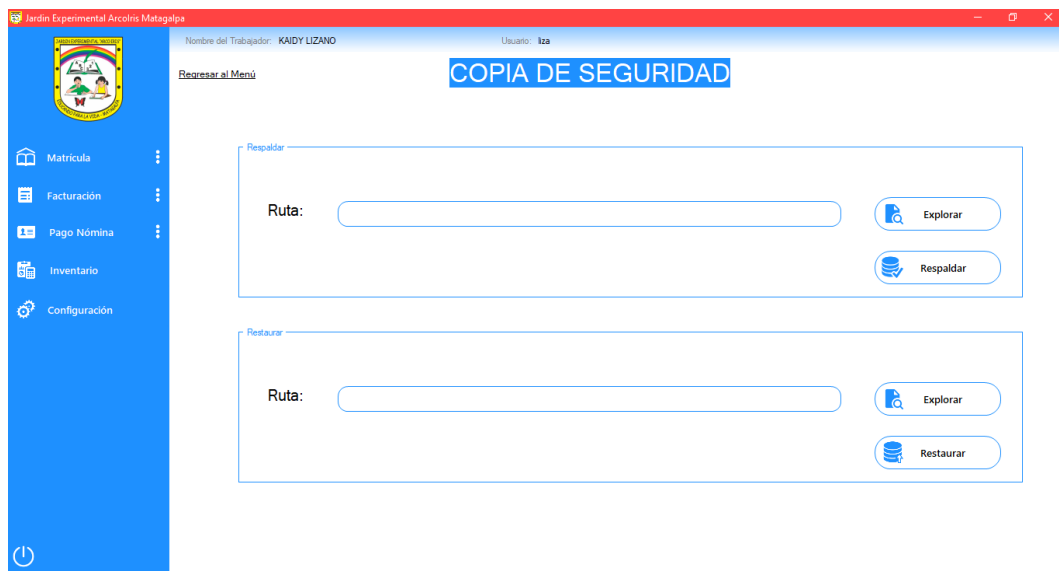 Jardin Experimental Arcolris Matagalpa
Nombre del Trabajador: KAIDY LIZANO Usuario: liza
Regresar al Menú
COPIA DE SEGURIDAD
Matrícula
Facturación
Pago Nómina
Inventario
Configuración
Respaldar
Ruta:
Explorar
Respaldar
Restaurar
Ruta:
Explorar
Restaurar